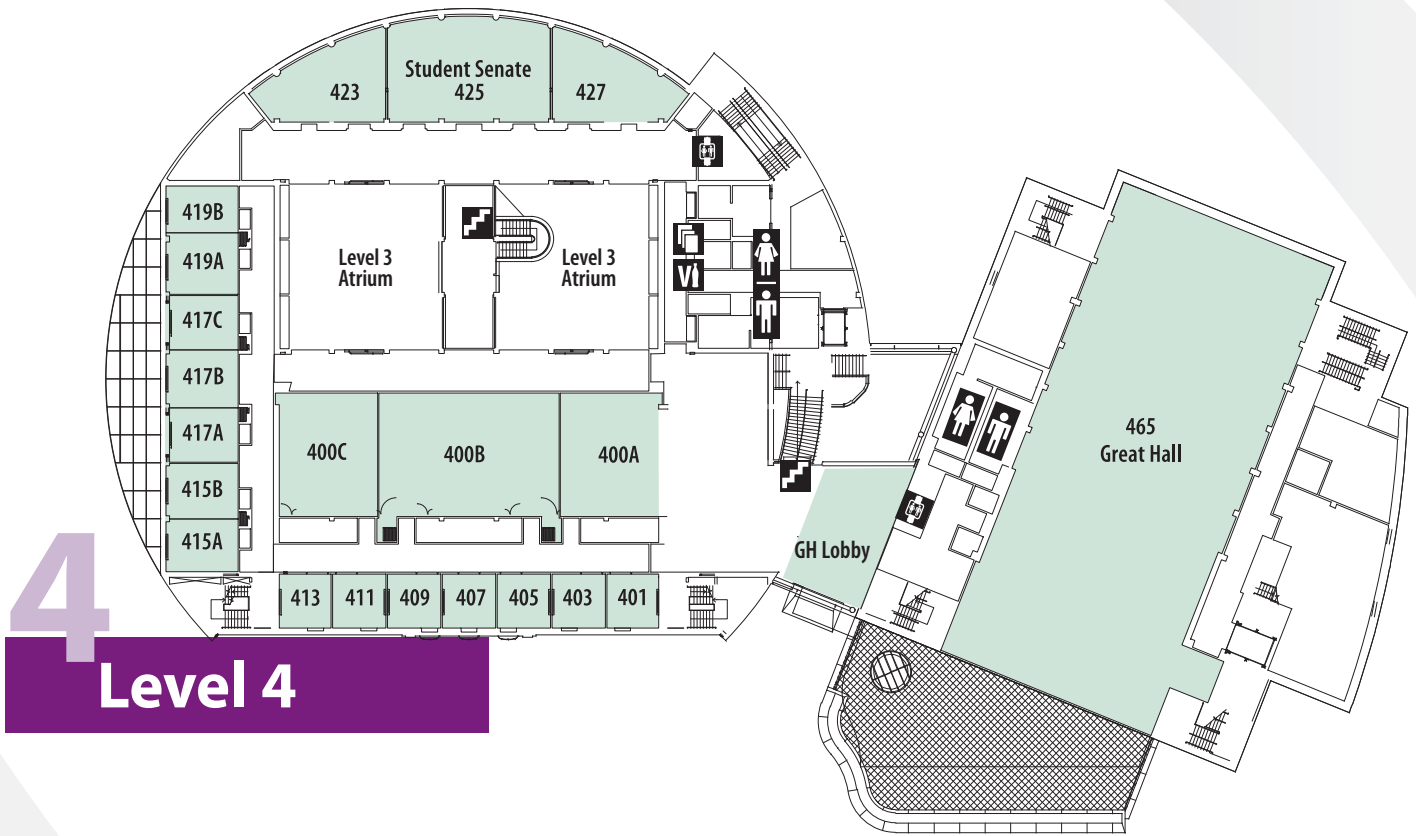 Student Senate
423
425
427
419B
419A
417C
417B
417A
415B
415A
Level 3
Atrium
Level 3
Atrium
V
400C
400B
400A
465
Great Hall
GH Lobby
413
411
409
407
405
403
401
4
Level 4